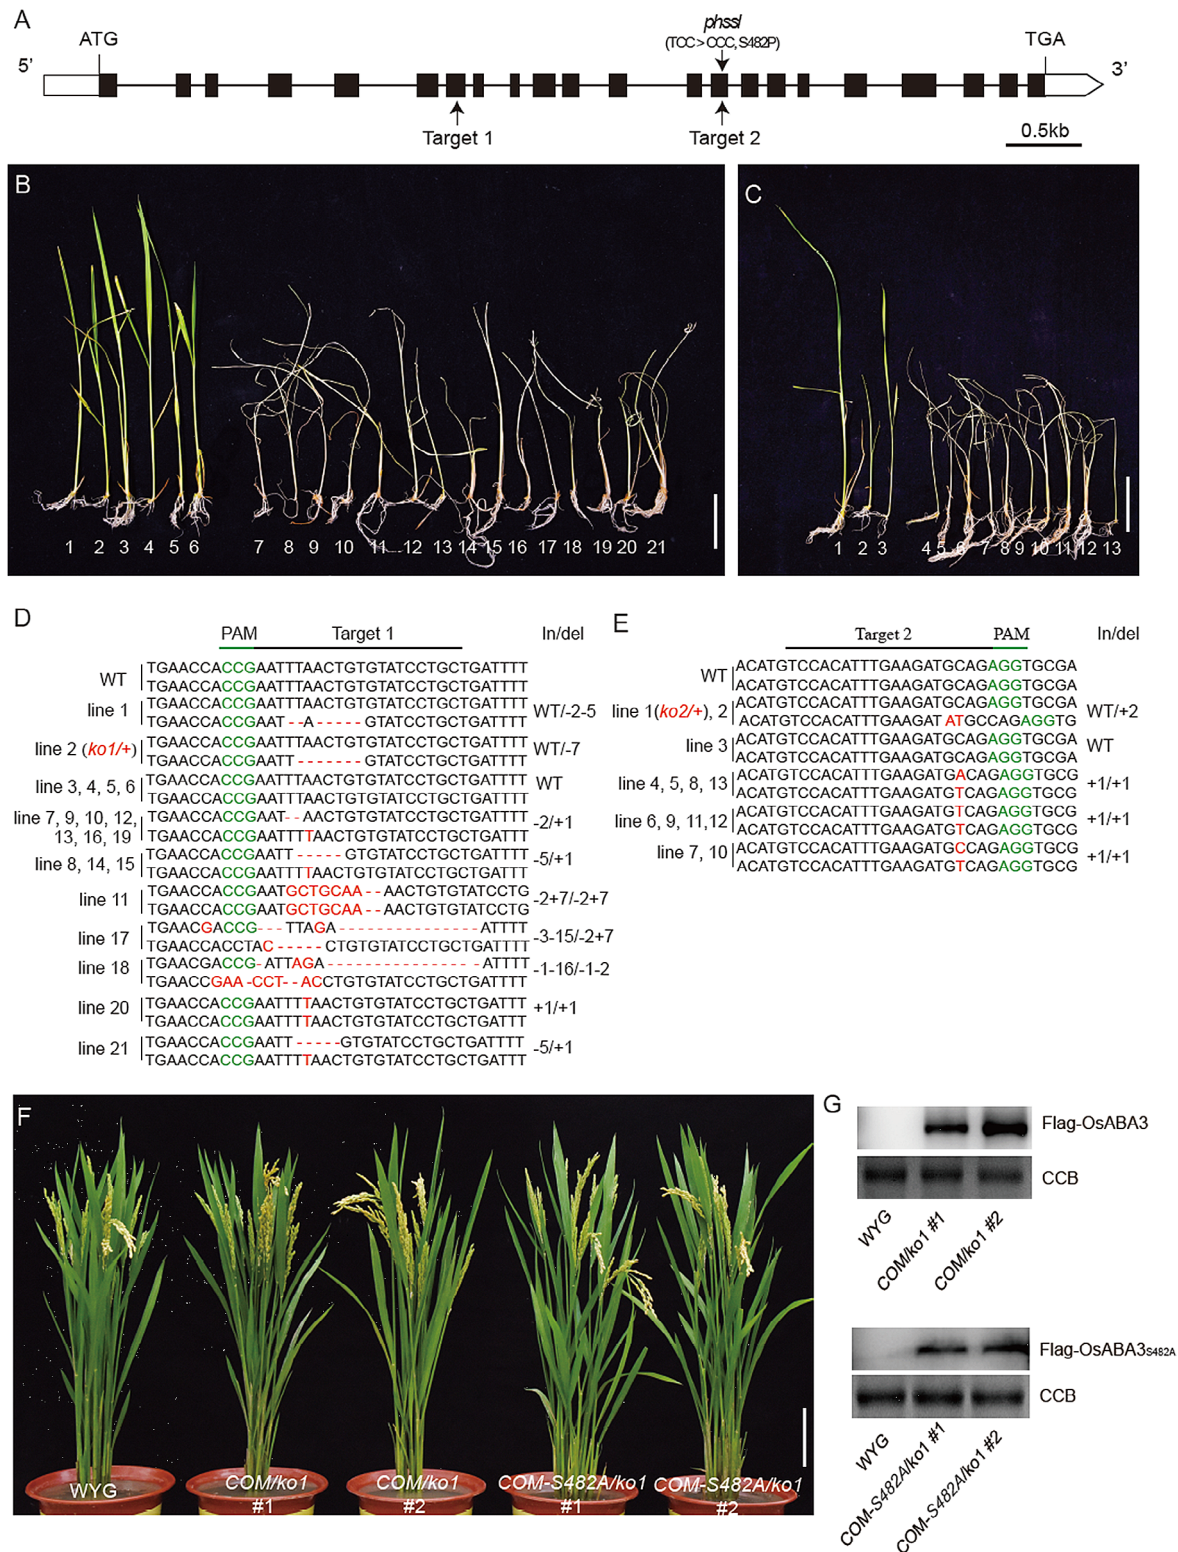 A
phssI
ATG
(TCC > CCC, S482P)
TGA
5’
3’
Target 1
Target 2
0.5kb
B
1 2 3 4 5 6 7 8 9 10 11 12 13 14 15 16 17 18 19 20 21
C
1 2 3 4 5 6 7 8 9 10 11 12 13
D
PAM Target 1 In/del
WT
TGAACCACCGAATTTAACTGTGTATCCTGCTGATTTT
TGAACCACCGAATTTAACTGTGTATCCTGCTGATTTT
line 1
TGAACCACCGAATTTAACTGTGTATCCTGCTGATTTT
TGAACCACCGAAT--A-----GTATCCTGCTGATTTT
WT/-2-5
line 2 (ko1/+)
TGAACCACCGAATTTAACTGTGTATCCTGCTGATTTT
TGAACCACCGAATT-------GTATCCTGCTGATTTT
WT/-7
line 3, 4, 5, 6
TGAACCACCGAATTTAACTGTGTATCCTGCTGATTTT
TGAACCACCGAATTTAACTGTGTATCCTGCTGATTTT
WT
line 7, 9, 10, 12,
13, 16, 19
TGAACCACCGAAT--AACTGTGTATCCTGCTGATTTT
TGAACCACCGAATTTTAACTGTGTATCCTGCTGATTT
-2/+1
line 8, 14, 15
TGAACCACCGAATT-----GTGTATCCTGCTGATTTT
TGAACCACCGAATTTTAACTGTGTATCCTGCTGATTT
-5/+1
line 11
TGAACCACCGAATGCTGCAA--AACTGTGTATCCTG
TGAACCACCGAATGCTGCAA--AACTGTGTATCCTG
-2+7/-2+7
line 17
TGAACGACCG---TTAGA---------------ATTTT
TGAACCACCTAC-----CTGTGTATCCTGCTGATTTT
-3-15/-2+7
line 18
TGAACGACCG-ATTAGA----------------ATTTT
TGAACCGAA-CCT--ACCCTGTGTATCCTGCTGATTT
-1-16/-1-2
line 20
TGAACCACCGAATTTTAACTGTGTATCCTGCTGATTT
TGAACCACCGAATTTTAACTGTGTATCCTGCTGATTT
+1/+1
line 21
TGAACCACCGAATT-----GTGTATCCTGCTGATTTT
TGAACCACCGAATTTTAACTGTGTATCCTGCTGATTT
-5/+1
E
Target 2 PAM In/del
WT
ACATGTCCACATTTGAAGATGCAGAGGTGCGA
ACATGTCCACATTTGAAGATGCAGAGGTGCGA
line 1(ko2/+), 2
ACATGTCCACATTTGAAGATGCAGAGGTGCGA
ACATGTCCACATTTGAAGATATGCCAGAGGTG
WT/+2
line 3
ACATGTCCACATTTGAAGATGCAGAGGTGCGA
ACATGTCCACATTTGAAGATGCAGAGGTGCGA
WT
line 4, 5, 8, 13
ACATGTCCACATTTGAAGATGACAGAGGTGCG
ACATGTCCACATTTGAAGATGTCAGAGGTGCG
+1/+1
line 6, 9, 11,12
ACATGTCCACATTTGAAGATGTCAGAGGTGCG
ACATGTCCACATTTGAAGATGTCAGAGGTGCG
+1/+1
line 7, 10
ACATGTCCACATTTGAAGATGCCAGAGGTGCG
ACATGTCCACATTTGAAGATGTCAGAGGTGCG
+1/+1
F
WYG
COM/ko1
#1
COM/ko1
#2
COM-S482A/ko1
#1
COM-S482A/ko1
#2
G
Flag-OsABA3
CCB
WYG
COM/ko1 #1
COM/ko1 #2
Flag-OsABA3S482A
CCB
WYG
COM-S482A/ko1 #1
COM-S482A/ko1 #2